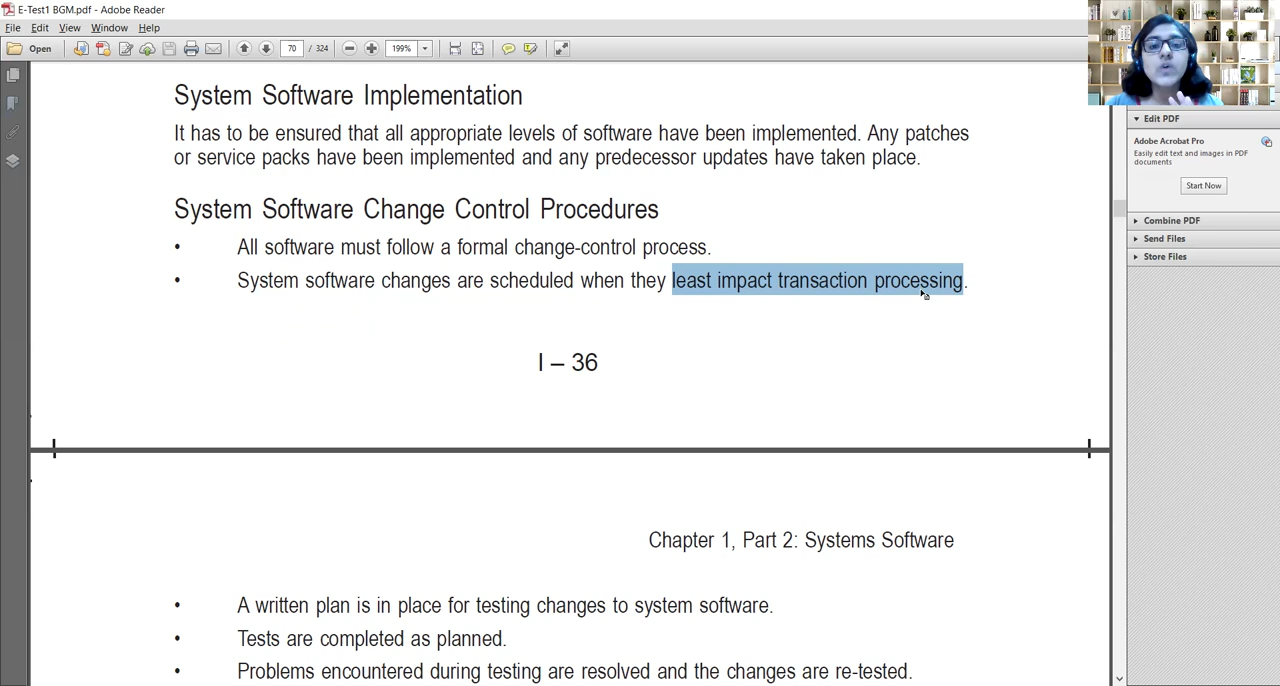 E-Test1 BGM.pdf - Adobe Reader
File Edit View Window Help
Open 70 / 324 199%
System Software Implementation
It has to be ensured that all appropriate levels of software have been implemented. Any patches
or service packs have been implemented and any predecessor updates have taken place.
System Software Change Control Procedures
• All software must follow a formal change-control process.
• System software changes are scheduled when they least impact transaction processing.
I – 36
Chapter 1, Part 2: Systems Software
• A written plan is in place for testing changes to system software.
• Tests are completed as planned.
• Problems encountered during testing are resolved and the changes are re-tested.
Edit PDF
Adobe Acrobat Pro
Easily edit text and images in PDF
documents
Start Now
Combine PDF
Send Files
Store Files